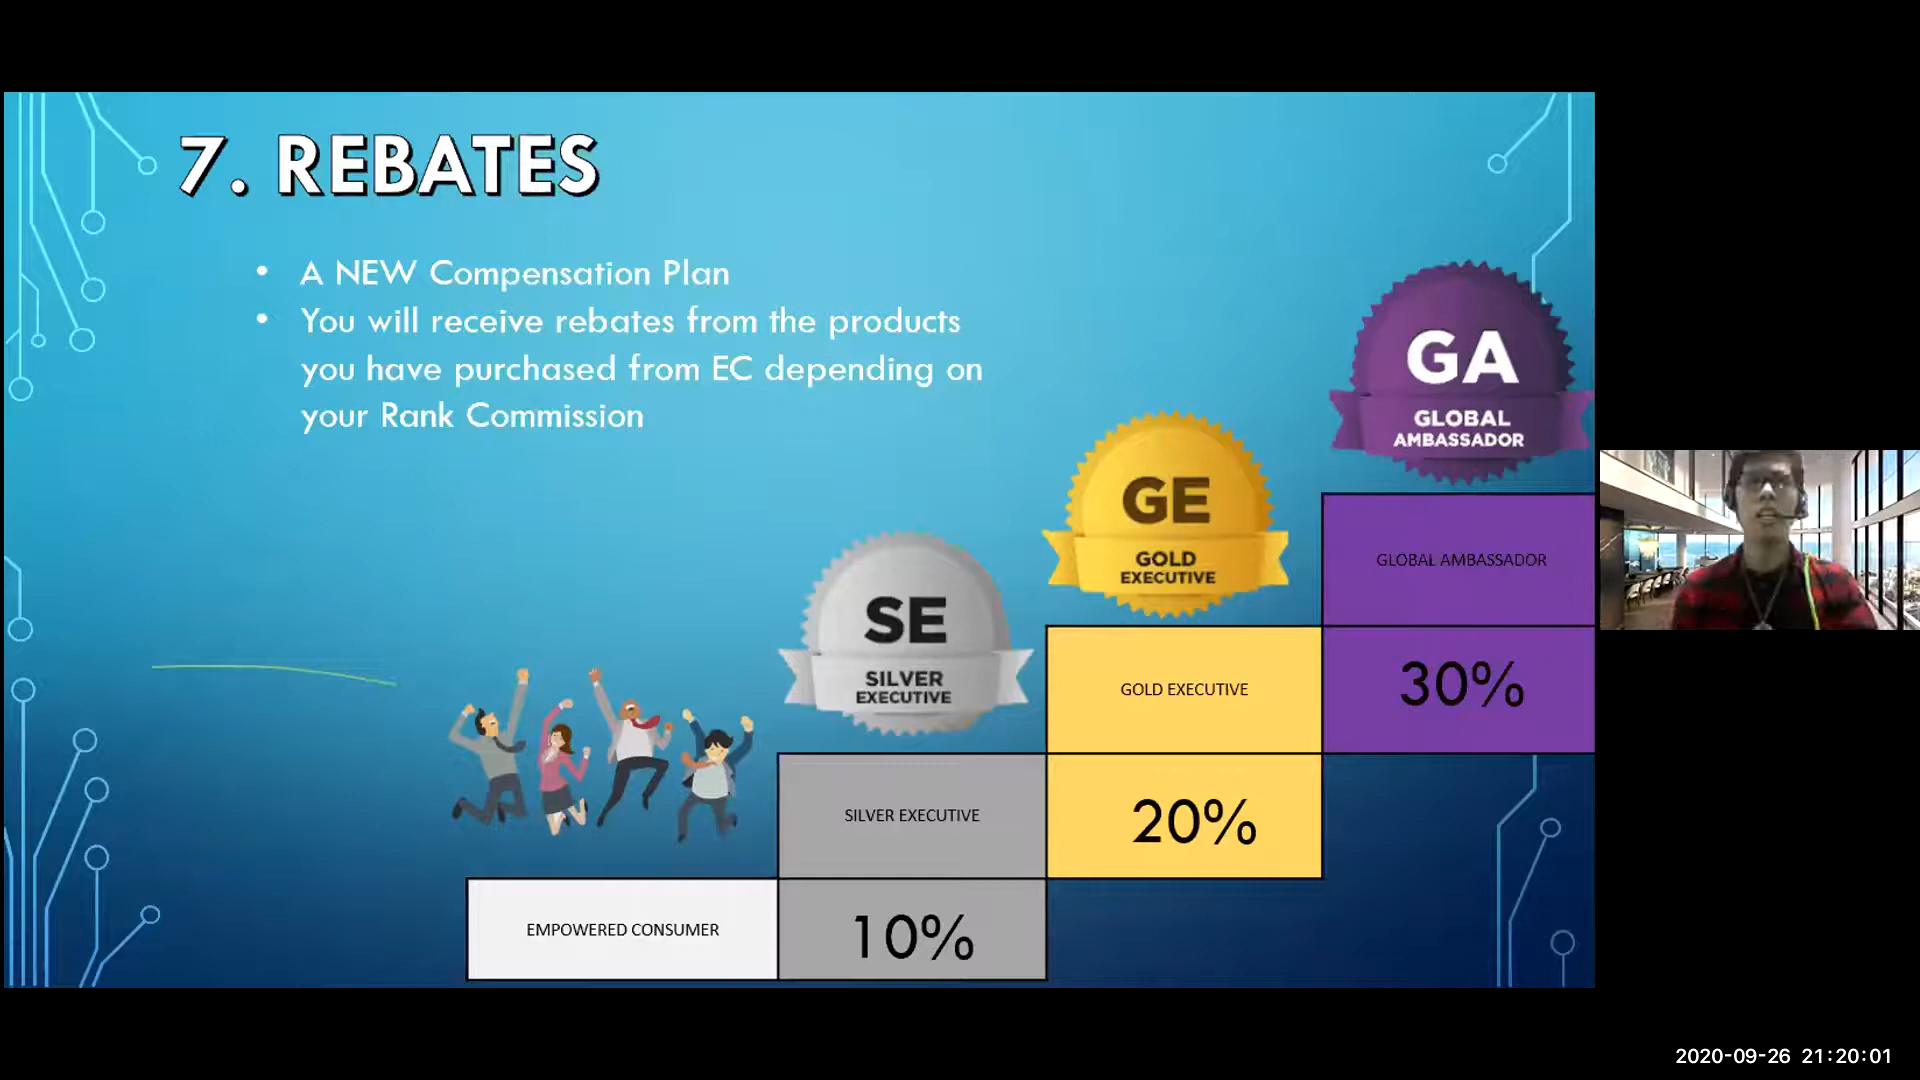 7. REBATES
• A NEW Compensation Plan
• You will receive rebates from the products
you have purchased from EC depending on
your Rank Commission
GA
GLOBAL
AMBASSADOR
GE
GOLD
EXECUTIVE
SE
SILVER
EXECUTIVE
GLOBAL AMBASSADOR
30%
GOLD EXECUTIVE
20%
SILVER EXECUTIVE
10%
EMPOWERED CONSUMER
2020-09-26 21:20:01